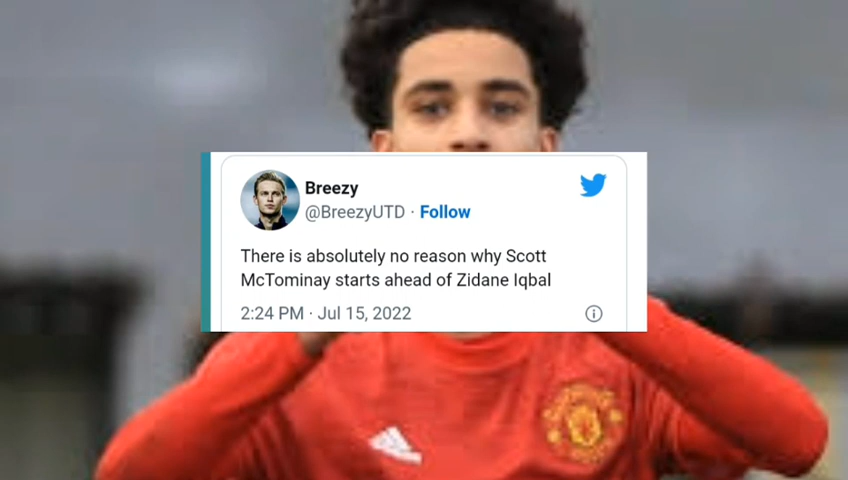 Breezy
@BreezyUTD · Follow
There is absolutely no reason why Scott
McTominay starts ahead of Zidane Iqbal
2:24 PM · Jul 15, 2022